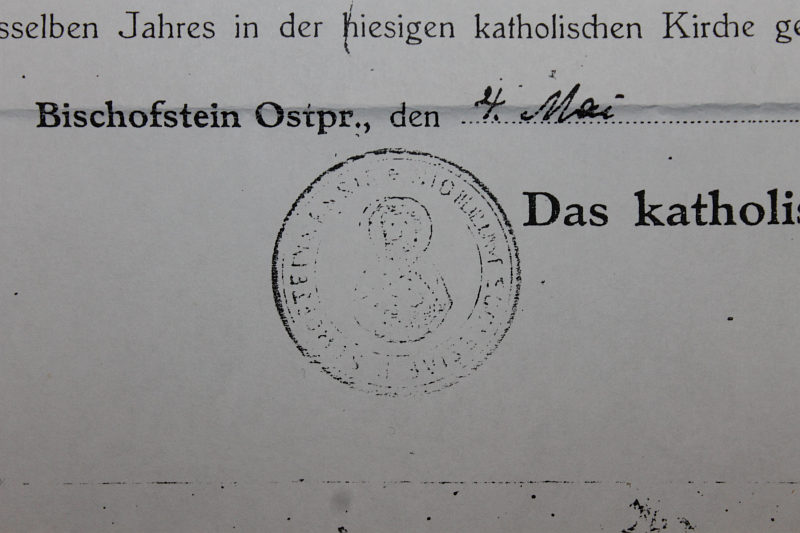 sselben Jahres in der hiesigen katholischen Kirche ge
Bischofstein Ostpr., den 4. Mai
Das katholis